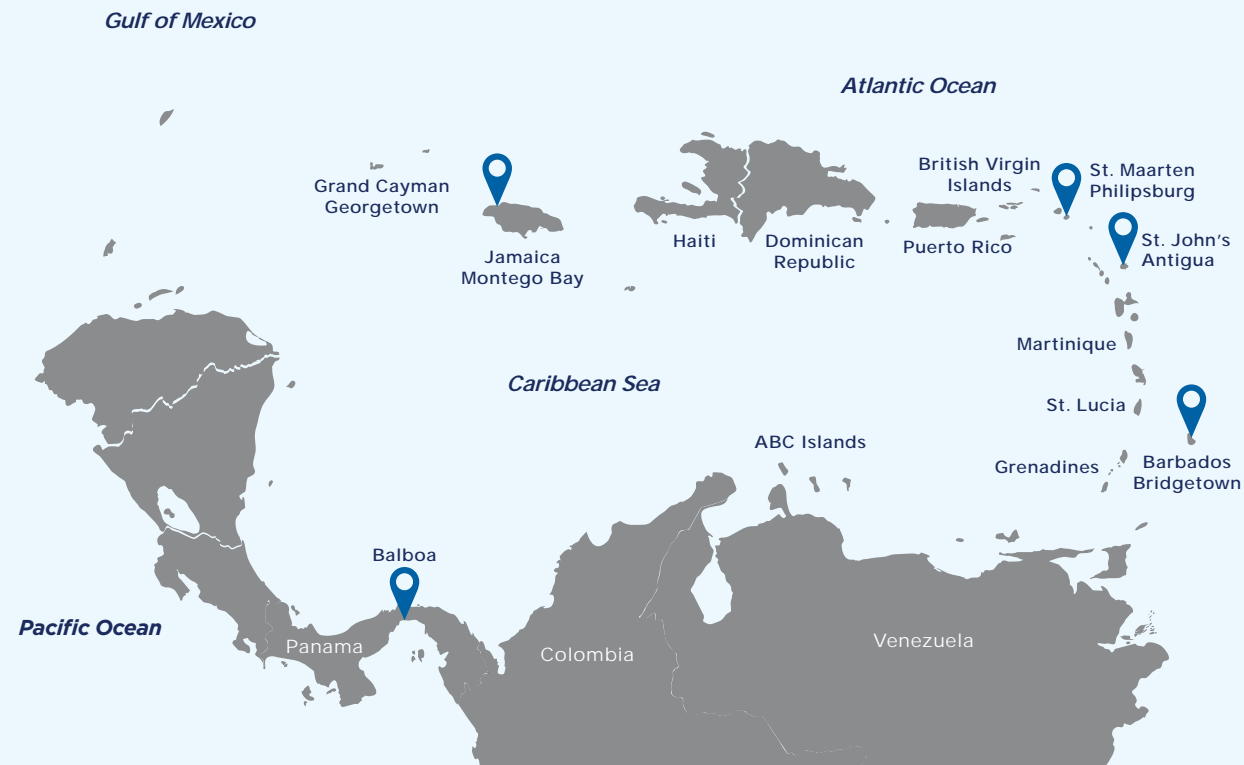 Gulf of Mexico
Atlantic Ocean
British Virgin
Islands
St. Maarten
Philipsburg
Grand Cayman
Georgetown
Haiti
Dominican
Republic
Puerto Rico
St. John's
Antigua
Jamaica
Montego Bay
Martinique
Caribbean Sea
St. Lucia
ABC Islands
Grenadines
Barbados
Bridgetown
Balboa
Pacific Ocean
Panama
Colombia
Venezuela